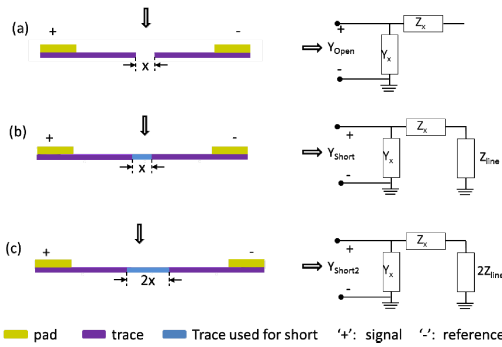 (a)
+
-
x
+
-
Y_Open
Z_x
Y_x
(b)
+
-
x
+
-
Y_Short
Z_x
Y_x
Z_line
(c)
+
-
2x
+
-
Y_Short2
Z_x
Y_x
2Z_line
pad trace Trace used for short '+': signal '-': reference